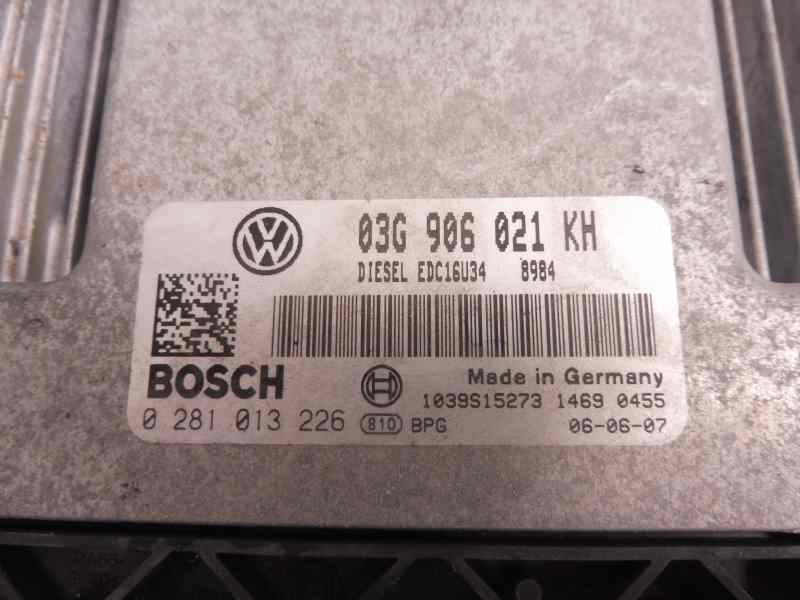 03G 906 021 KH
DIESEL EDC16U34 8984
BOSCH
Made in Germany
1039S15273 1469 0455
0 281 013 226 810 BPG 06-06-07